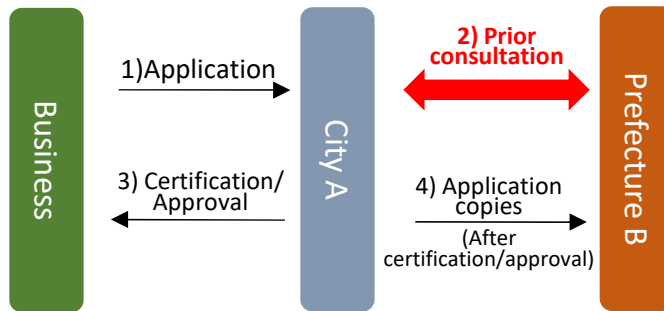 Business
1)Application
3) Certification/
Approval
City A
2) Prior
consultation
4) Application
copies
(After
certification/approval)
Prefecture B